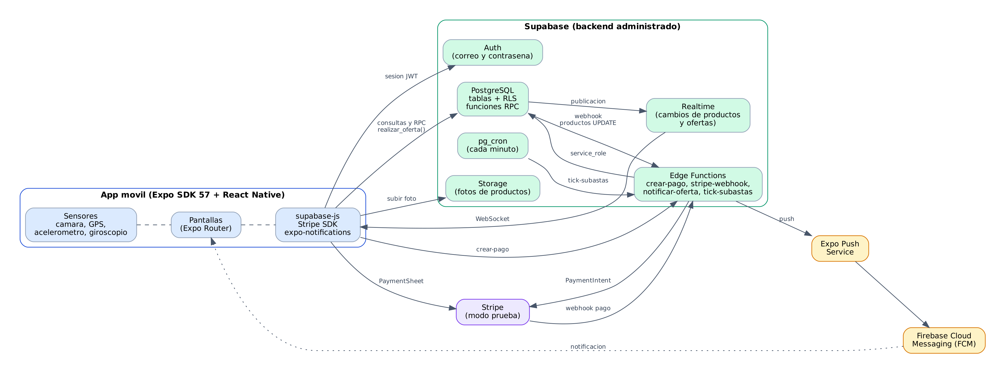 Supabase (backend administrado)
Auth
(correo y contrasena)
sesion JWT
PostgreSQL
tablas + RLS
funciones RPC
publicacion
Realtime
(cambios de productos
y ofertas)
webhook
productos UPDATE
consultas y RPC
realizar_oferta()
pg_cron
(cada minuto)
service_role
Edge Functions
crear-pago, stripe-webhook,
notificar-oferta, tick-subastas
tick-subastas
Storage
(fotos de productos)
subir foto
App movil (Expo SDK 57 + React Native)
Sensores
camara, GPS,
acelerometro, giroscopio
Pantallas
(Expo Router)
supabase-js
Stripe SDK
expo-notifications
WebSocket
push
crear-pago
Expo Push
Service
PaymentSheet
PaymentIntent
Stripe
(modo prueba)
webhook pago
Firebase Cloud
Messaging (FCM)
notificacion